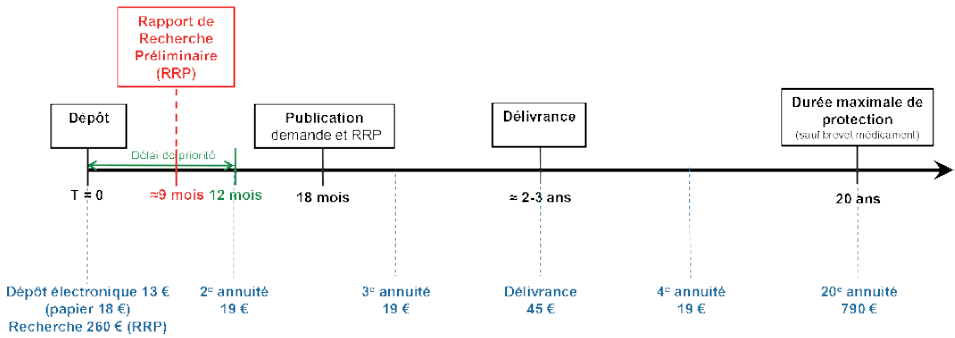 Rapport de
Recherche
Préliminaire
(RRP)
Dépôt
Publication
demande et RRP
Délivrance
Durée maximale de
protection
(sauf brevet médicament)
Délai de priorité
T = 0
≈9 mois
12 mois
18 mois
≈ 2-3 ans
20 ans
Dépôt électronique 13 €
(papier 18 €)
Recherche 260 € (RRP)
2e annuité
19 €
3e annuité
19 €
Délivrance
45 €
4e annuité
19 €
20e annuité
790 €